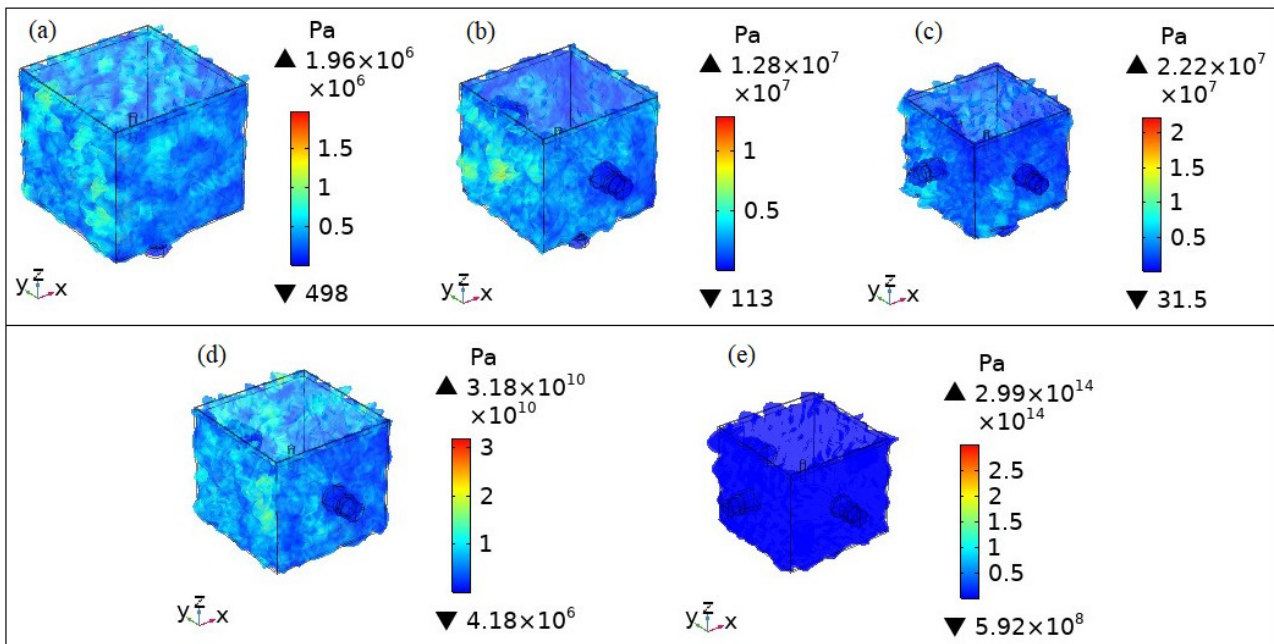 (a)
Pa
▲ 1.96×10⁶
×10⁶
1.5
1
0.5
▼ 498
y z x
(b)
Pa
▲ 1.28×10⁷
×10⁷
1
0.5
▼ 113
y z x
(c)
Pa
▲ 2.22×10⁷
×10⁷
2
1.5
1
0.5
▼ 31.5
y z x
(d)
Pa
▲ 3.18×10¹⁰
×10¹⁰
3
2
1
▼ 4.18×10⁶
y z x
(e)
Pa
▲ 2.99×10¹⁴
×10¹⁴
2.5
2
1.5
1
0.5
▼ 5.92×10⁸
y z x